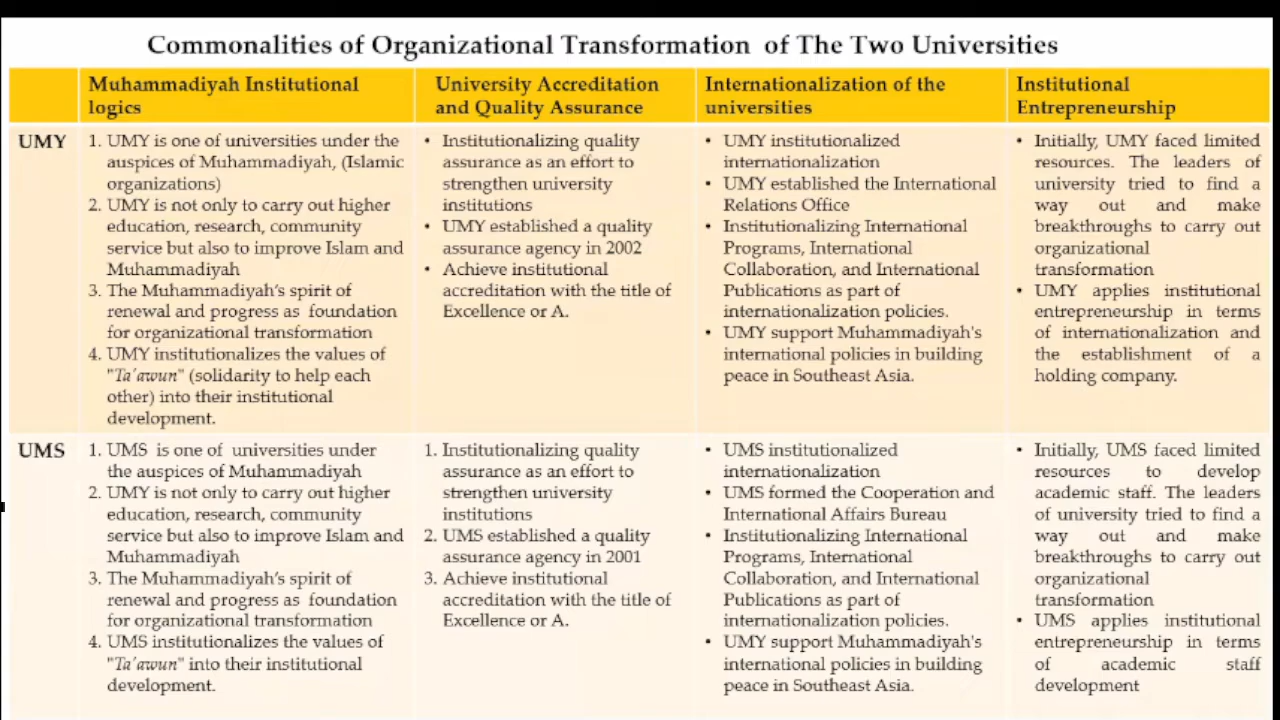 Commonalities of Organizational Transformation of The Two Universities
Muhammadiyah Institutional
logics
University Accreditation
and Quality Assurance
Internationalization of the
universities
Institutional
Entrepreneurship
UMY
1. UMY is one of universities under the
auspices of Muhammadiyah, (Islamic
organizations)
2. UMY is not only to carry out higher
education, research, community
service but also to improve Islam and
Muhammadiyah
3. The Muhammadiyah's spirit of
renewal and progress as foundation
for organizational transformation
4. UMY institutionalizes the values of
"Ta'awun" (solidarity to help each
other) into their institutional
development.
• Institutionalizing quality
assurance as an effort to
strengthen university
institutions
• UMY established a quality
assurance agency in 2002
• Achieve institutional
accreditation with the title of
Excellence or A.
• UMY institutionalized
internationalization
• UMY established the International
Relations Office
• Institutionalizing International
Programs, International
Collaboration, and International
Publications as part of
internationalization policies.
• UMY support Muhammadiyah's
international policies in building
peace in Southeast Asia.
• Initially, UMY faced limited
resources. The leaders of
university tried to find a
way out and make
breakthroughs to carry out
organizational
transformation
• UMY applies institutional
entrepreneurship in terms
of internationalization and
the establishment of a
holding company.
UMS
1. UMS is one of universities under
the auspices of Muhammadiyah
2. UMY is not only to carry out higher
education, research, community
service but also to improve Islam and
Muhammadiyah
3. The Muhammadiyah's spirit of
renewal and progress as foundation
for organizational transformation
4. UMS institutionalizes the values of
"Ta'awun" into their institutional
development.
1. Institutionalizing quality
assurance as an effort to
strengthen university
institutions
2. UMS established a quality
assurance agency in 2001
3. Achieve institutional
accreditation with the title of
Excellence or A.
• UMS institutionalized
internationalization
• UMS formed the Cooperation and
International Affairs Bureau
• Institutionalizing International
Programs, International
Collaboration, and International
Publications as part of
internationalization policies.
• UMY support Muhammadiyah's
international policies in building
peace in Southeast Asia.
• Initially, UMS faced limited
resources to develop
academic staff. The leaders
of university tried to find a
way out and make
breakthroughs to carry out
organizational
transformation
• UMS applies institutional
entrepreneurship in terms
of academic staff
development